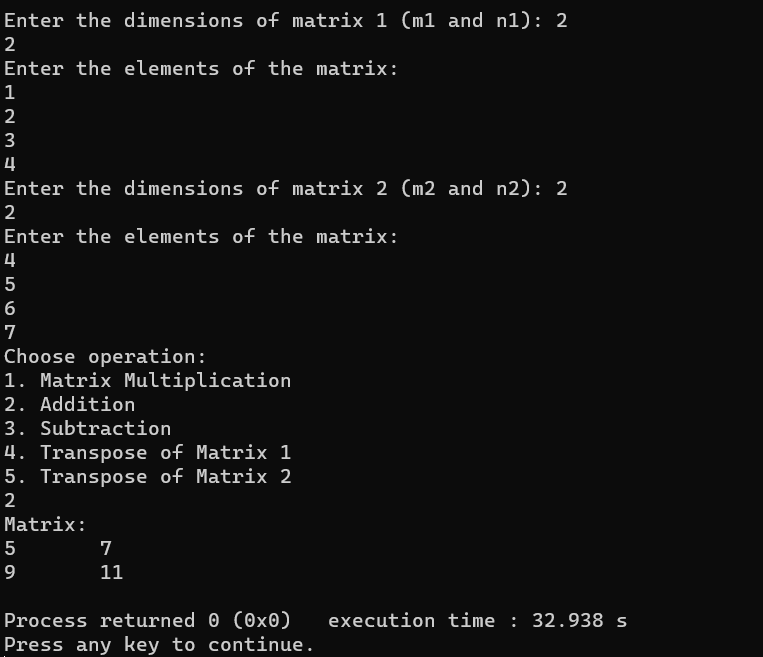 Enter the dimensions of matrix 1 (m1 and n1): 2
2
Enter the elements of the matrix:
1
2
3
4
Enter the dimensions of matrix 2 (m2 and n2): 2
2
Enter the elements of the matrix:
4
5
6
7
Choose operation:
1. Matrix Multiplication
2. Addition
3. Subtraction
4. Transpose of Matrix 1
5. Transpose of Matrix 2
2
Matrix:
5       7
9       11

Process returned 0 (0x0)   execution time : 32.938 s
Press any key to continue.